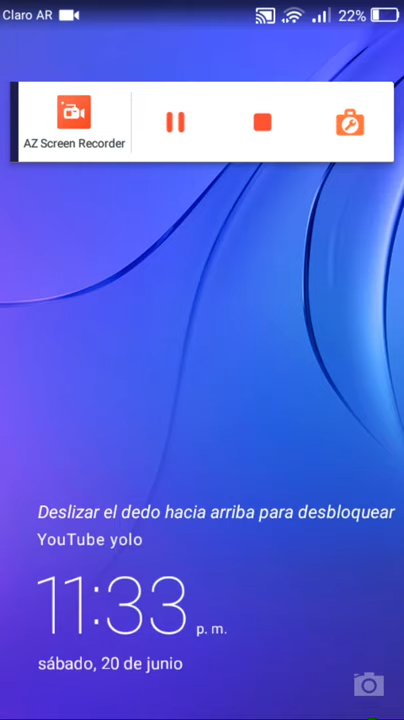 Claro AR
22%
AZ Screen Recorder
Deslizar el dedo hacia arriba para desbloquear
YouTube yolo
11:33 p. m.
sábado, 20 de junio